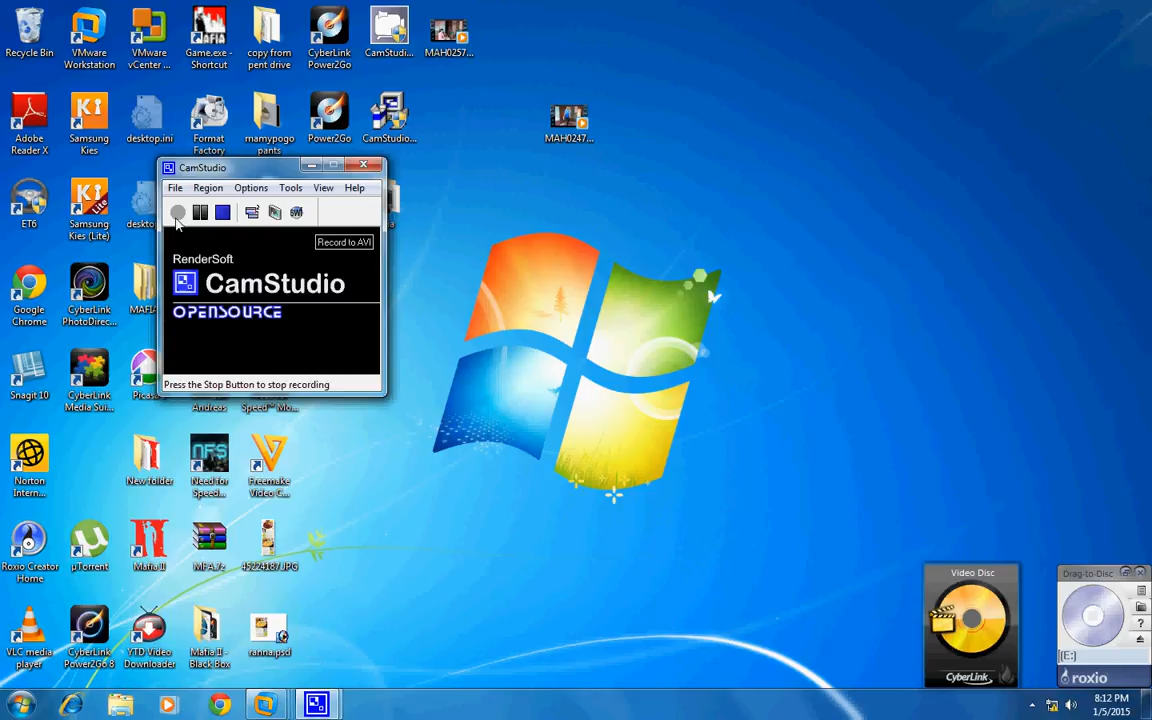 Recycle Bin
VMware
Workstation
VMware
vCenter ...
Game.exe -
Shortcut
copy from
pent drive
CyberLink
Power2Go
CamStudi...
MAH0257...
Adobe
Reader X
Samsung
Kies
desktop.ini
Format
Factory
mamypogo
pants
Power2Go
CamStudio...
MAH0247...
CamStudio
File Region Options Tools View Help
Record to AVI
RenderSoft
CamStudio
OPENSOURCE
Press the Stop Button to stop recording
ET6
Samsung
Kies (Lite)
Google
Chrome
CyberLink
PhotoDirec...
MAFIA
Snagit 10
CyberLink
Media Sui...
Andreas
Norton
Intern...
New folder
Need for
Speed...
Freemake
Video C...
Roxio Creator
Home
µTorrent
Mafia II
MFA.7z
45224187.JPG
VLC media
player
CyberLink
Power2Go 8
YTD Video
Downloader
Mafia II -
Black Box
ranna.psd
Video Disc
CyberLink
Drag-to-Disc
(E:)
roxio
8:12 PM
1/5/2015